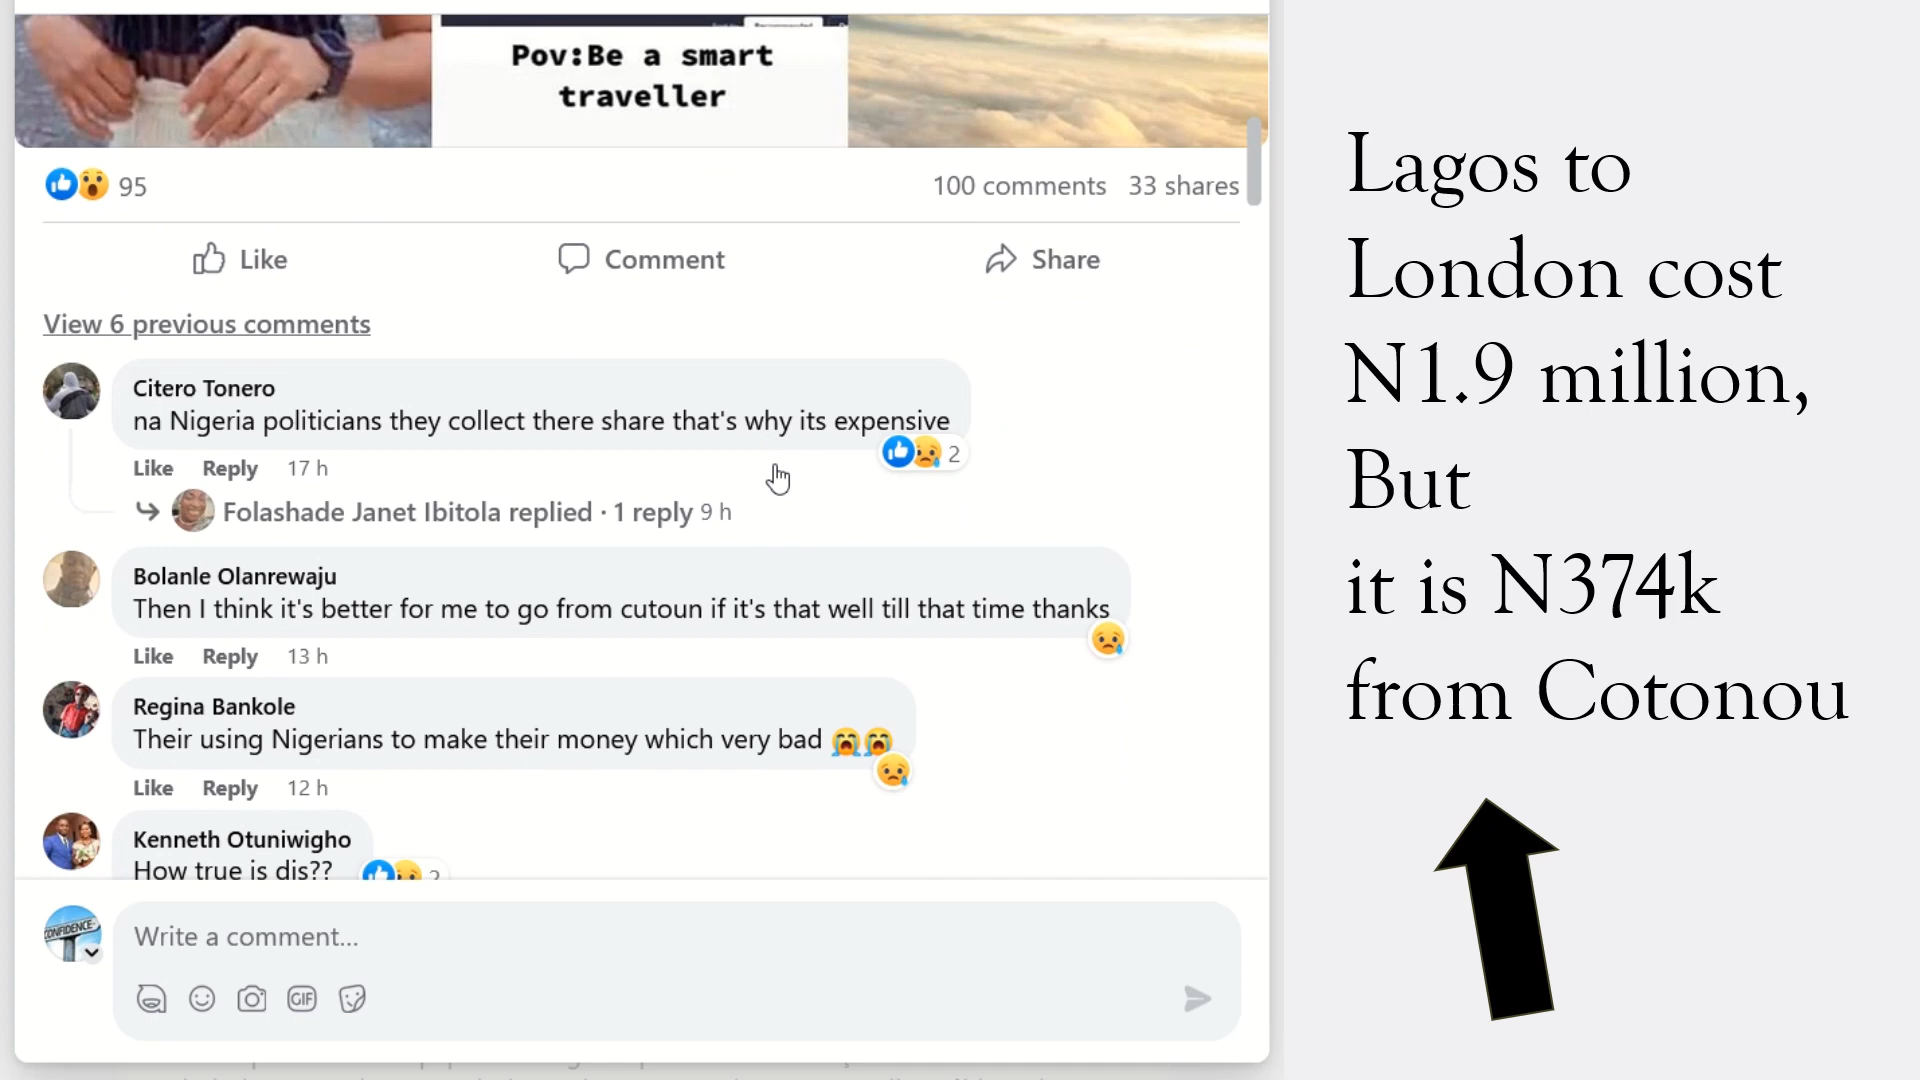 Pov:Be a smart
traveller
95
100 comments 33 shares
Like
Comment
Share
View 6 previous comments
Citero Tonero
na Nigeria politicians they collect there share that's why its expensive
2
Like Reply 17 h
Folashade Janet Ibitola replied · 1 reply 9 h
Bolanle Olanrewaju
Then I think it's better for me to go from cutoun if it's that well till that time thanks
Like Reply 13 h
Regina Bankole
Their using Nigerians to make their money which very bad 😭😭
Like Reply 12 h
Kenneth Otuniwigho
How true is dis??
2
CONFIDENCE
Write a comment...
GIF
Lagos to
London cost
N1.9 million,
But
it is N374k
from Cotonou